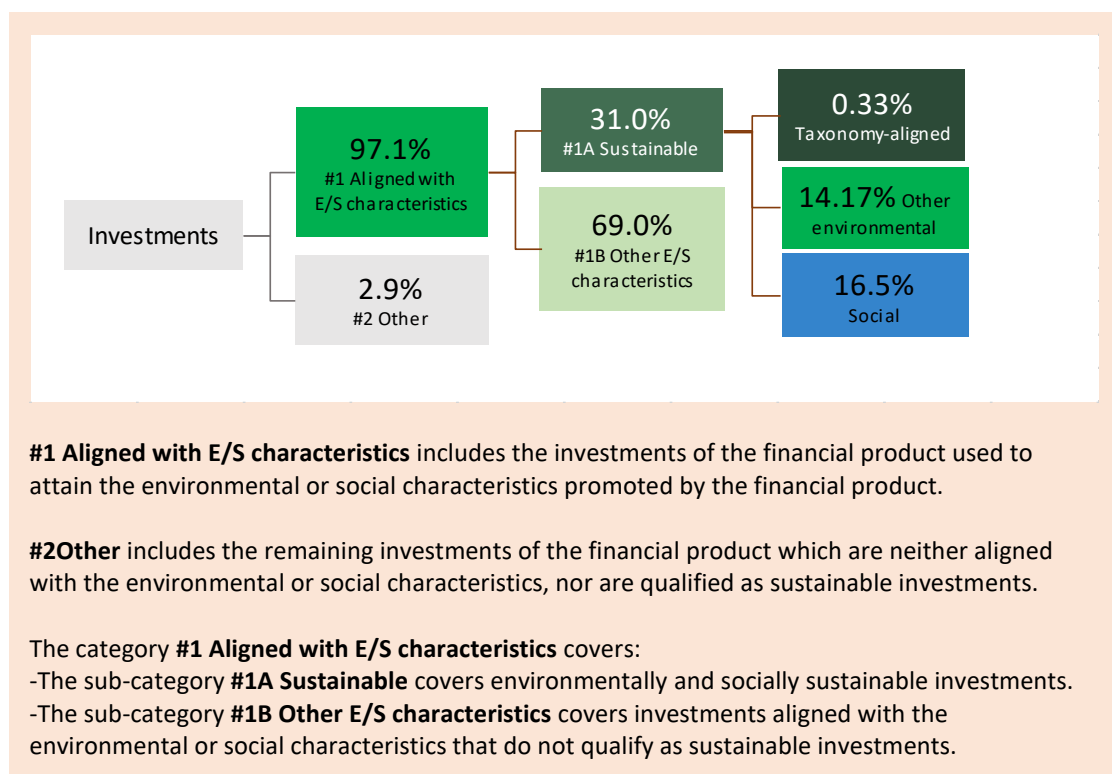 Investments
97.1%
#1 Aligned with
E/S characteristics
2.9%
#2 Other
31.0%
#1A Sustainable
69.0%
#1B Other E/S
characteristics
0.33%
Taxonomy-aligned
14.17% Other
environmental
16.5%
Social
#1 Aligned with E/S characteristics includes the investments of the financial product used to
attain the environmental or social characteristics promoted by the financial product.
#2Other includes the remaining investments of the financial product which are neither aligned
with the environmental or social characteristics, nor are qualified as sustainable investments.
The category #1 Aligned with E/S characteristics covers:
-The sub-category #1A Sustainable covers environmentally and socially sustainable investments.
-The sub-category #1B Other E/S characteristics covers investments aligned with the
environmental or social characteristics that do not qualify as sustainable investments.